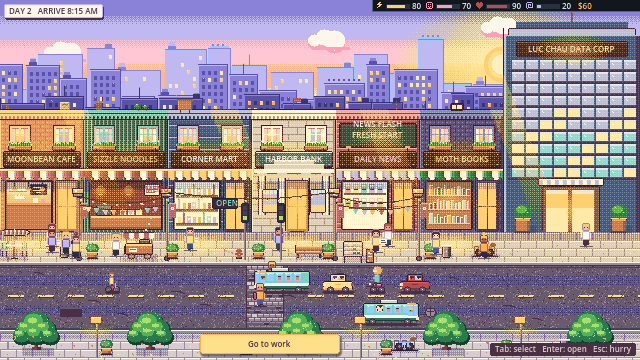 DAY 2 ARRIVE 8:15 AM
80 70 90 20 $60
LUC CHAU DATA CORP
NEWS FLASH
FRESH START
MOONBEAN CAFE
SIZZLE NOODLES
CORNER MART
HARBOR BANK
DAILY NEWS
MOTH BOOKS
OPEN
Go to work
Tab: select Enter: open Esc: hurry